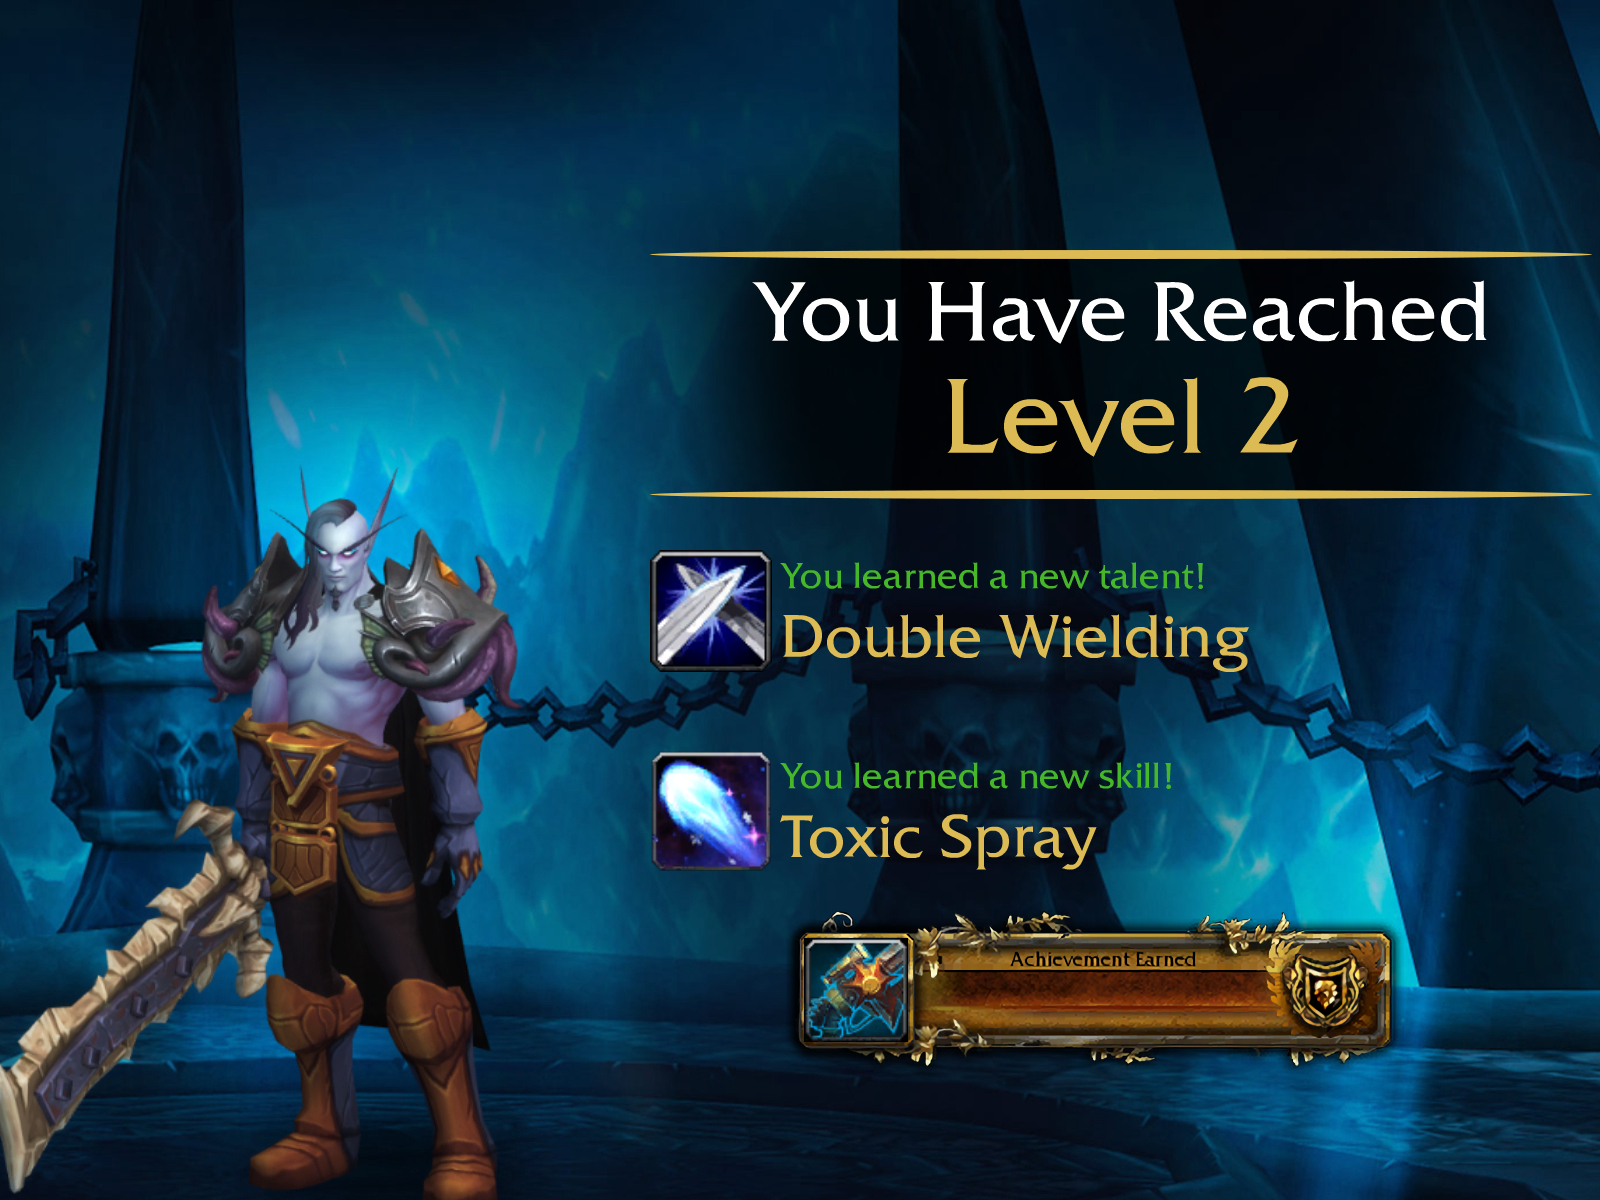 You Have Reached
Level 2
You learned a new talent!
Double Wielding
You learned a new skill!
Toxic Spray
Achievement Earned